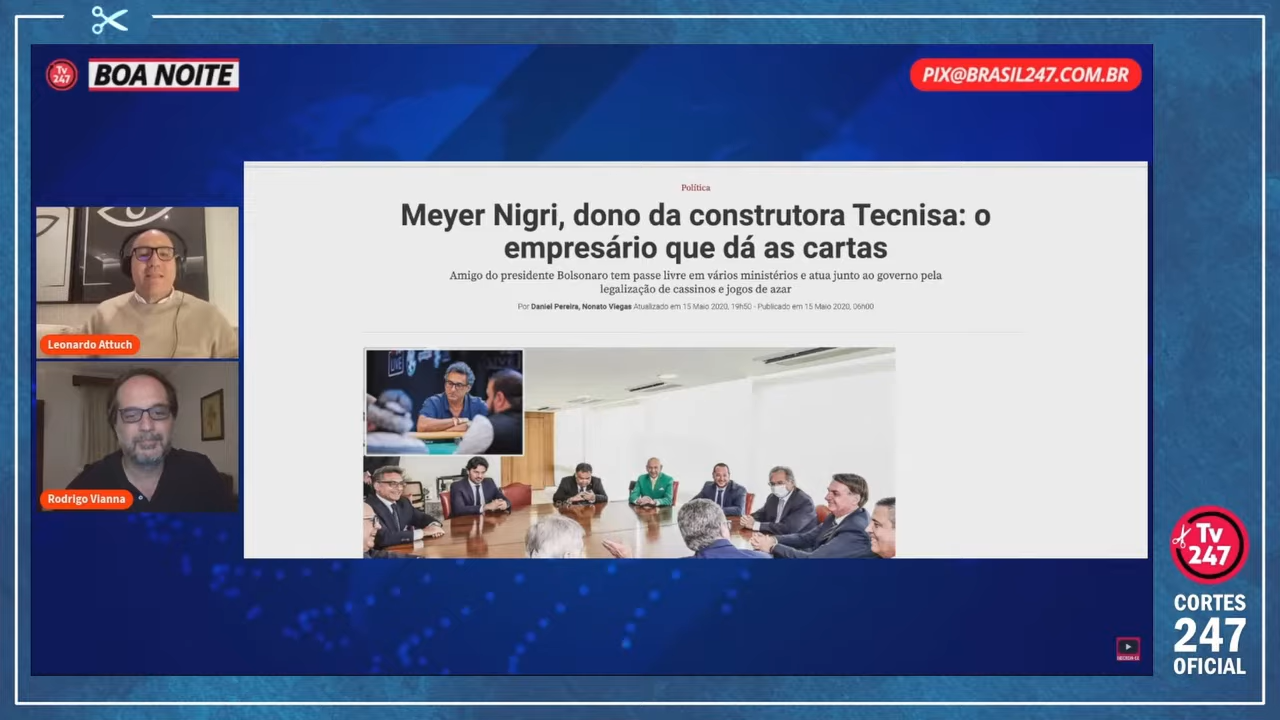 Tv
247
BOA NOITE
PIX@BRASIL247.COM.BR
Política
Meyer Nigri, dono da construtora Tecnisa: o
empresário que dá as cartas
Amigo do presidente Bolsonaro tem passe livre em vários ministérios e atua junto ao governo pela
legalização de cassinos e jogos de azar
Por Daniel Pereira, Nonato Viegas Atualizado em 15 Maio 2020, 19h50 - Publicado em 15 Maio 2020, 06h00
LIVE
Leonardo Attuch
Rodrigo Vianna
Tv
247
CORTES
247
OFICIAL